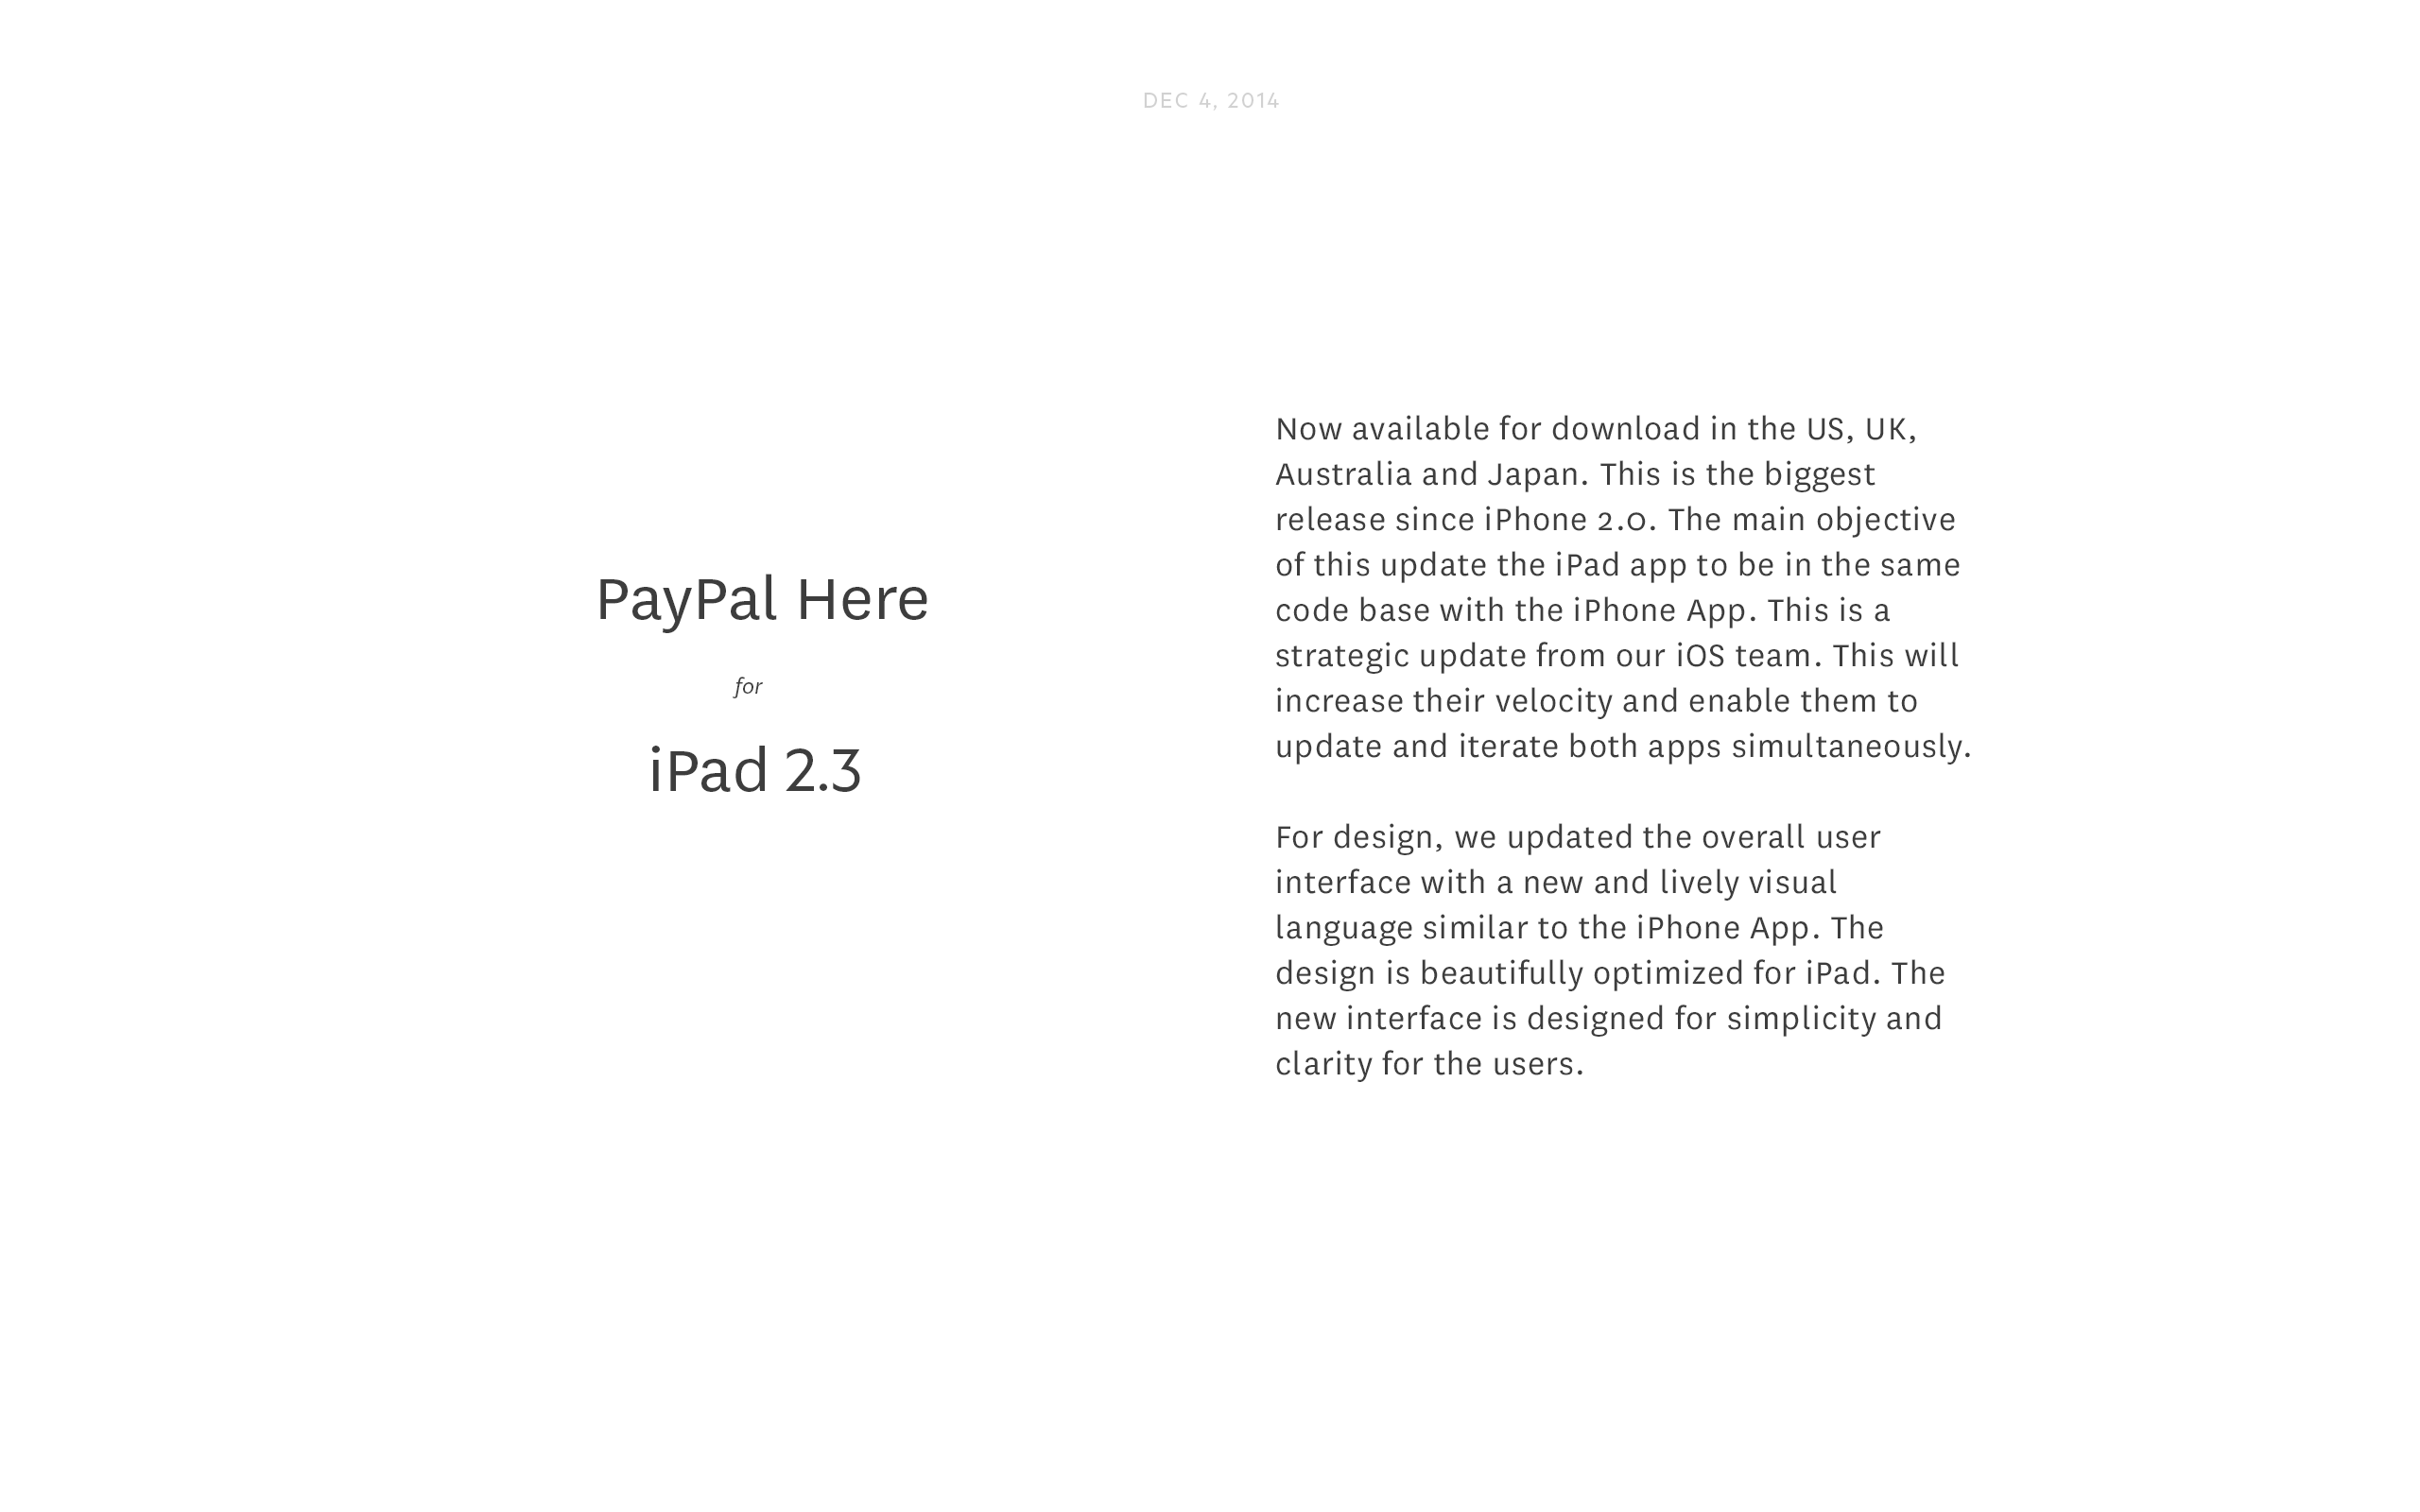 DEC 4, 2014
PayPal Here
for
iPad 2.3
Now available for download in the US, UK,
Australia and Japan. This is the biggest
release since iPhone 2.0. The main objective
of this update the iPad app to be in the same
code base with the iPhone App. This is a
strategic update from our iOS team. This will
increase their velocity and enable them to
update and iterate both apps simultaneously.
For design, we updated the overall user
interface with a new and lively visual
language similar to the iPhone App. The
design is beautifully optimized for iPad. The
new interface is designed for simplicity and
clarity for the users.